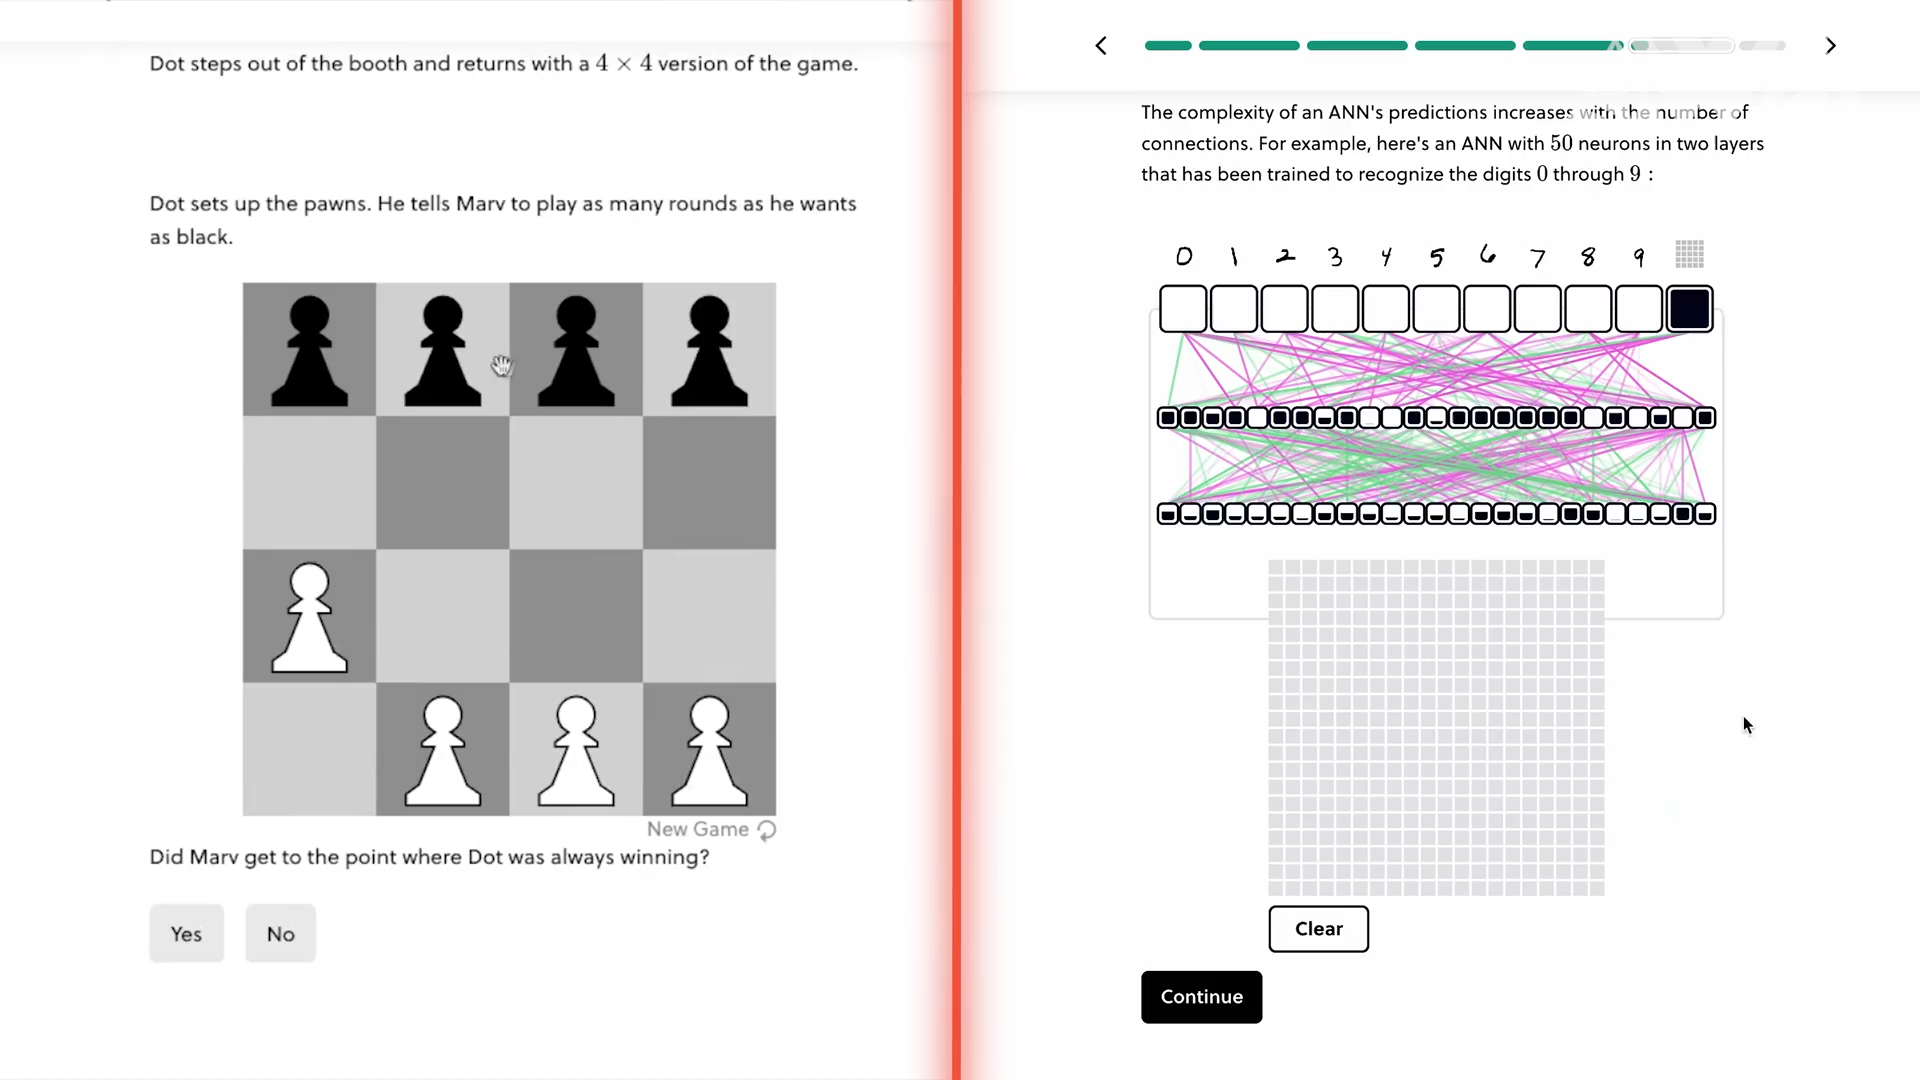 Dot steps out of the booth and returns with a 4 × 4 version of the game.
Dot sets up the pawns. He tells Marv to play as many rounds as he wants
as black.
New Game
Did Marv get to the point where Dot was always winning?
Yes
No
The complexity of an ANN's predictions increases with the number of
connections. For example, here's an ANN with 50 neurons in two layers
that has been trained to recognize the digits 0 through 9 :
0 1 2 3 4 5 6 7 8 9
Clear
Continue